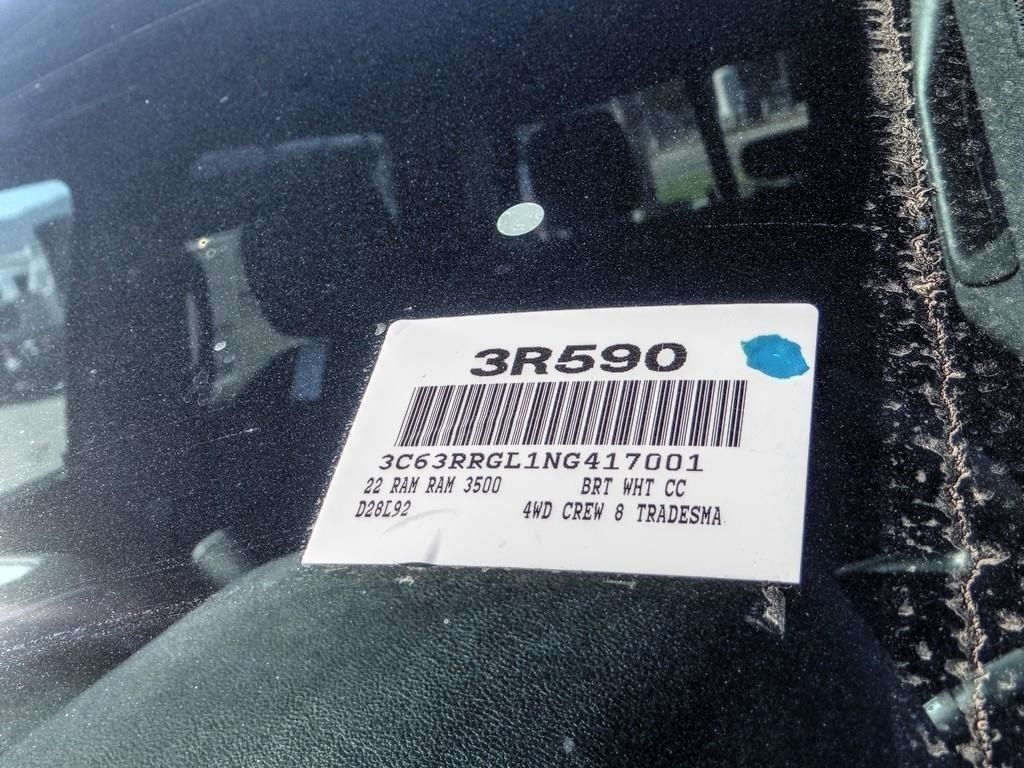 3R590
3C63RRGL1NG417001
22 RAM RAM 3500 BRT WHT CC
D28L92 4WD CREW 8 TRADESMA